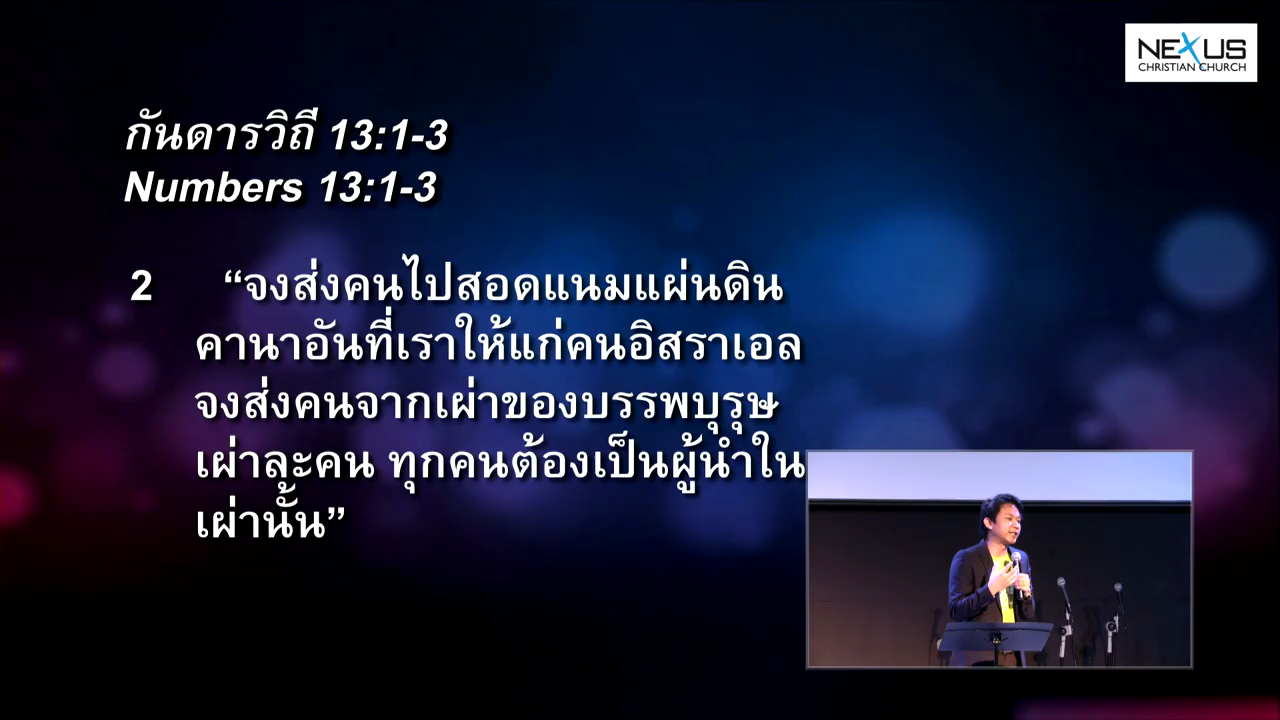 NEXUS
CHRISTIAN CHURCH
กันดารวิถี 13:1-3
Numbers 13:1-3
2 “จงส่งคนไปสอดแนมแผ่นดิน
คานาอันที่เราให้แก่คนอิสราเอล
จงส่งคนจากเผ่าของบรรพบุรุษ
เผ่าละคน ทุกคนต้องเป็นผู้นำใน
เผ่านั้น”